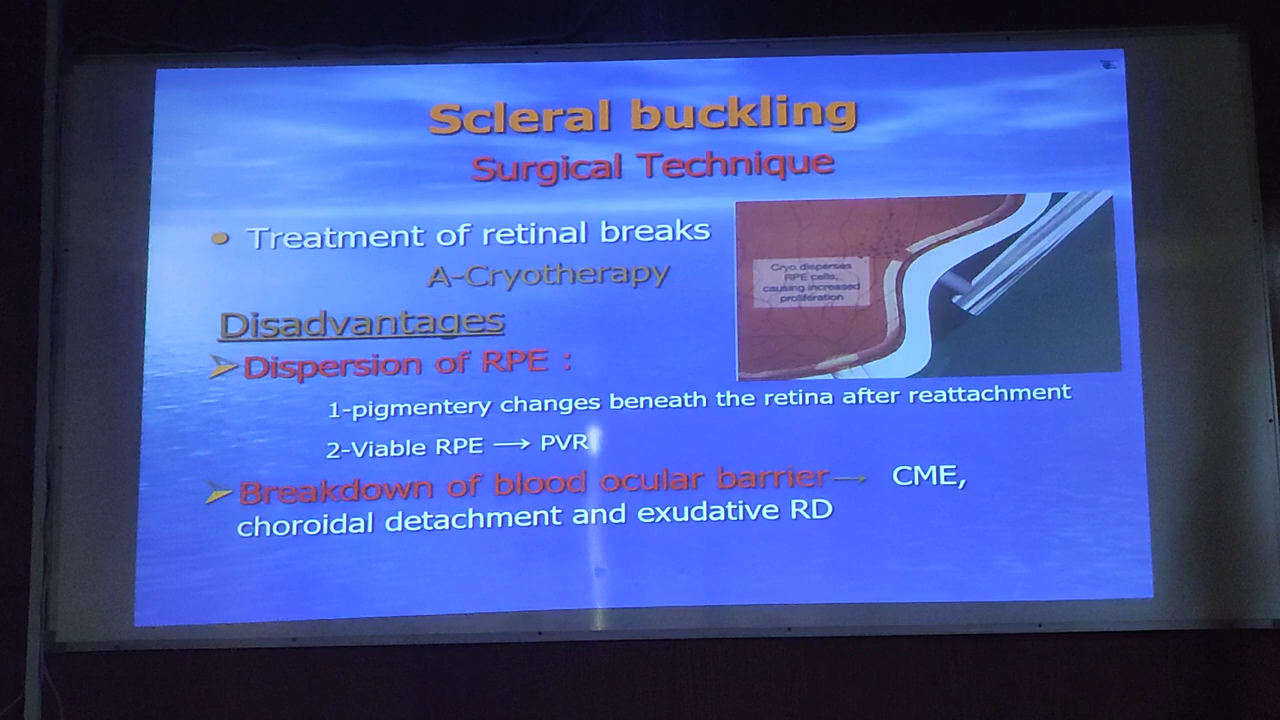 Scleral buckling
Surgical Technique
• Treatment of retinal breaks
A-Cryotherapy
Disadvantages
➢Dispersion of RPE :
1-pigmentery changes beneath the retina after reattachment
2-Viable RPE ⟶ PVR
➢Breakdown of blood ocular barrier→ CME,
choroidal detachment and exudative RD
Cryo disperses
RPE cells,
causing increased
proliferation